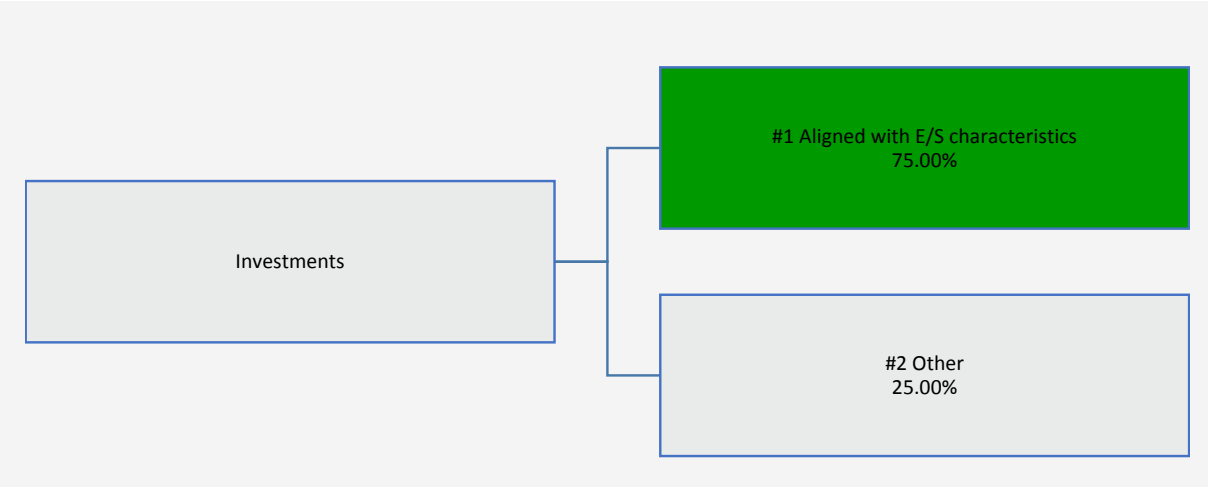 #1 Aligned with E/S characteristics
75.00%
Investments
#2 Other
25.00%